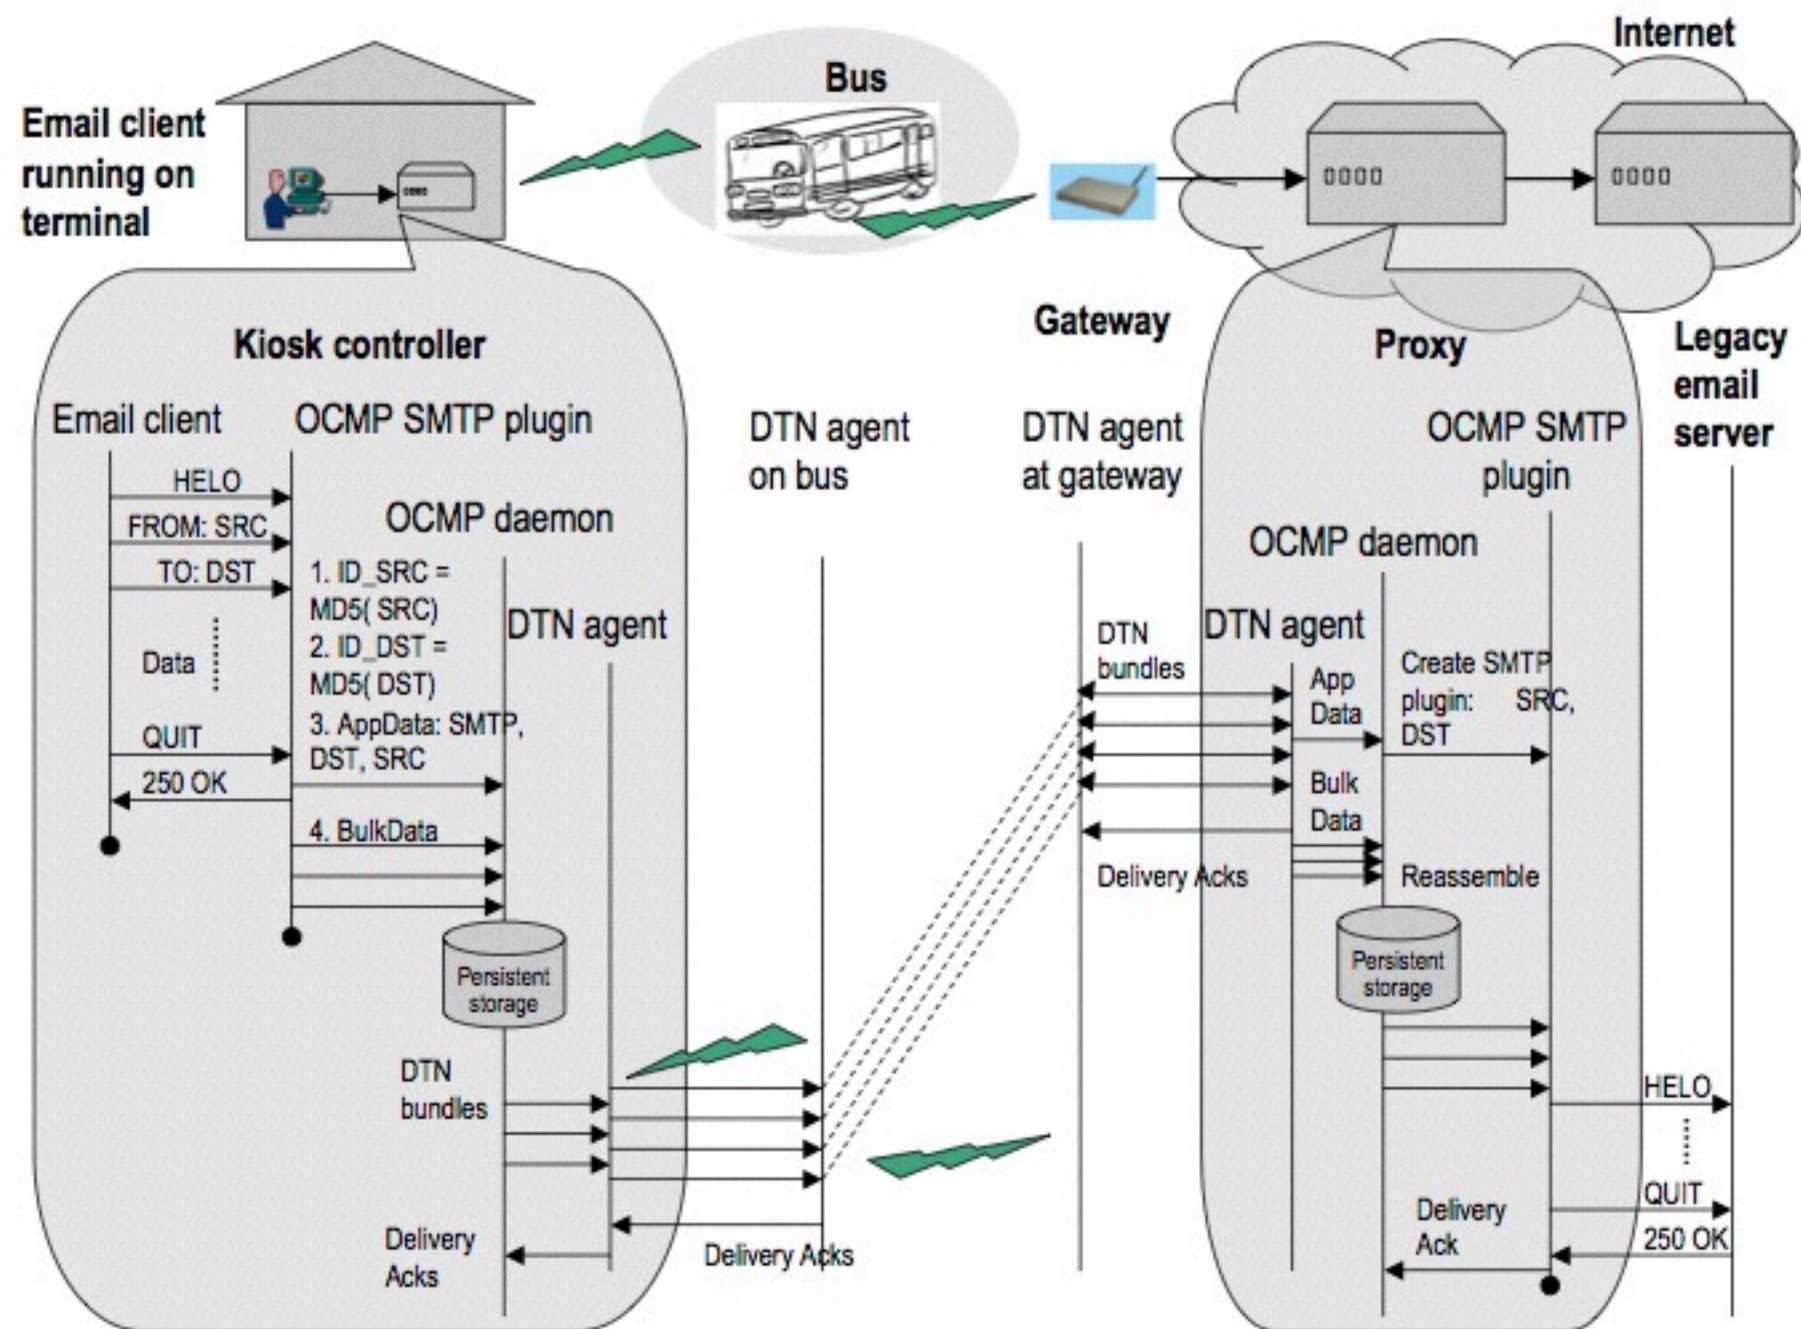 Internet
Bus
Email client
running on
terminal
Gateway
Kiosk controller
Proxy
Legacy
email
server
Email client
OCMP SMTP plugin
DTN agent
on bus
DTN agent
at gateway
OCMP SMTP
plugin
HELO
FROM: SRC
TO: DST
Data
QUIT
250 OK
OCMP daemon
1. ID_SRC =
MD5( SRC)
2. ID_DST =
MD5( DST)
3. AppData: SMTP,
DST, SRC
4. BulkData
DTN agent
Persistent
storage
DTN
bundles
Delivery
Acks
Delivery Acks
OCMP daemon
DTN
bundles
DTN agent
App
Data
Create SMTP
plugin: SRC,
DST
Bulk
Data
Delivery Acks
Reassemble
Persistent
storage
HELO
QUIT
250 OK
Delivery
Ack